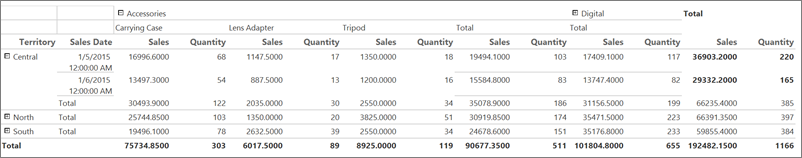 Accessories Digital Total
Carrying Case Lens Adapter Tripod Total Total
Territory Sales Date Sales Quantity Sales Quantity Sales Quantity Sales Quantity Sales Quantity Sales Quantity
Central 1/5/2015 12:00:00 AM 16996.6000 68 1147.5000 17 1350.0000 16 19494.1000 103 17409.1000 117 36903.2000 220
1/6/2015 12:00:00 AM 13497.3000 54 887.5000 13 1200.0000 16 15584.8000 83 13747.4000 82 29332.2000 165
Total 30493.9000 122 2035.0000 30 2550.0000 34 35078.9000 186 31156.5000 199 66235.4000 385
North Total 25744.8500 103 1350.0000 20 3825.0000 51 30919.8500 174 35471.5000 223 66391.3500 397
South Total 19496.1000 78 2632.5000 39 2550.0000 34 24678.6000 151 35176.8000 233 59855.4000 384
Total 75734.8500 303 6017.5000 89 8925.0000 119 90677.3500 511 101804.8000 655 192482.1500 1166